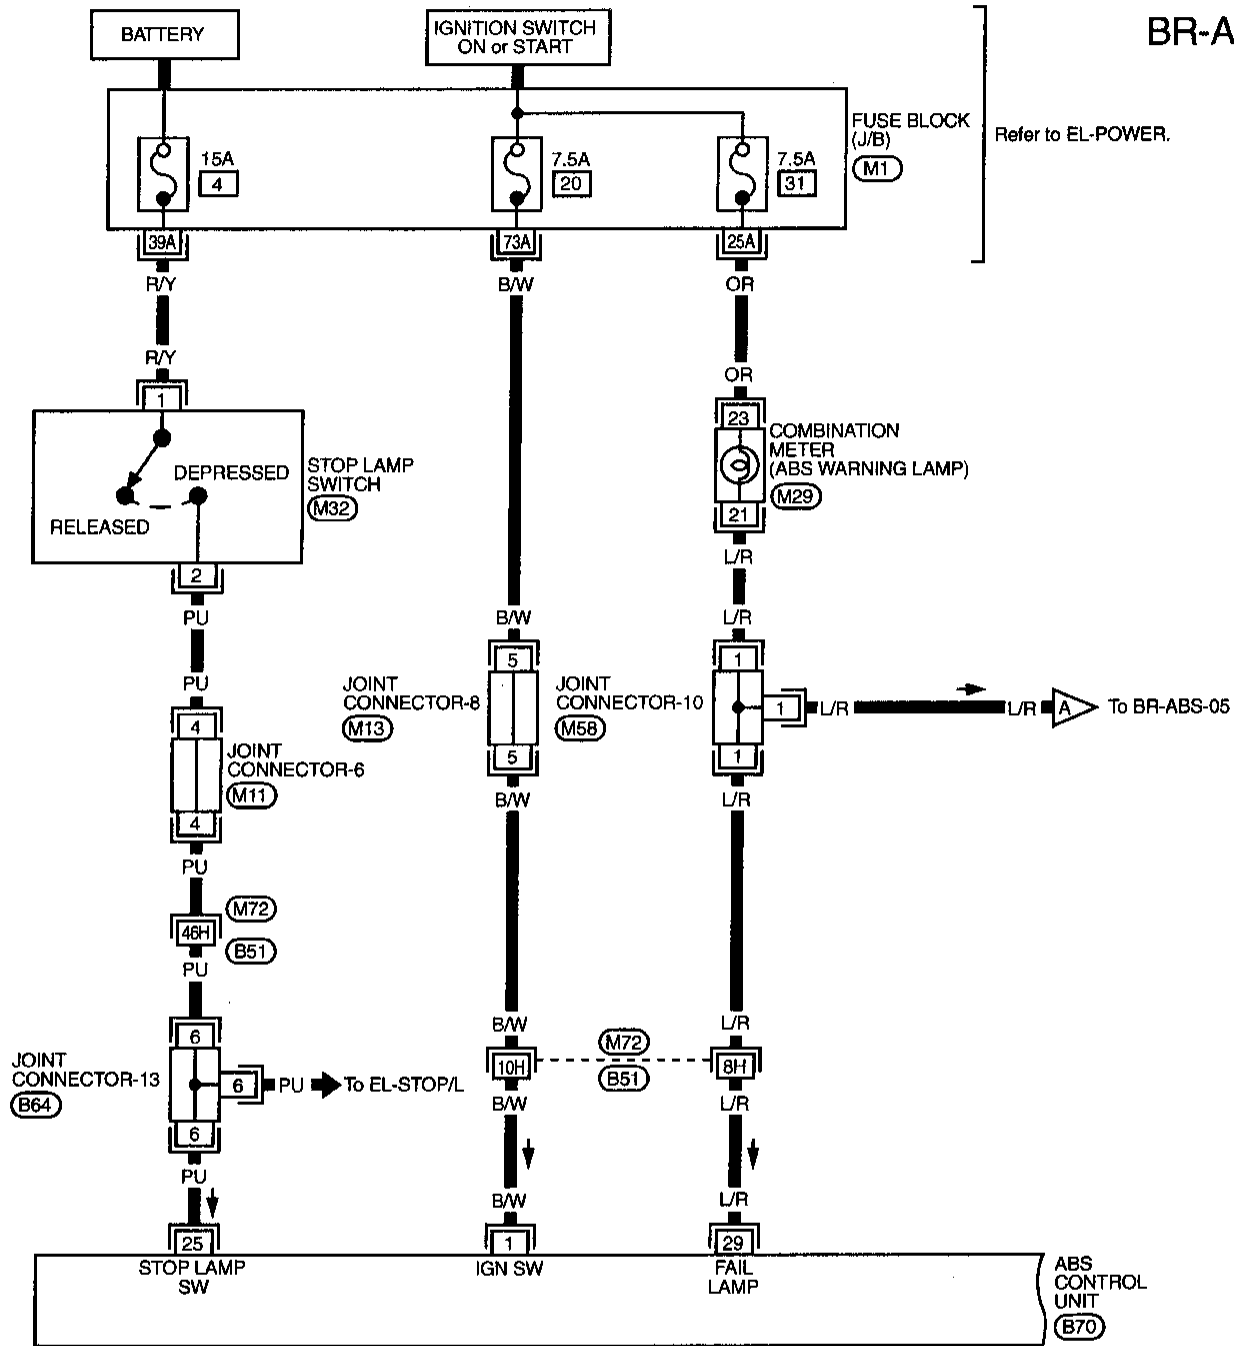 BR-A
BATTERY
IGNITION SWITCH
ON or START
FUSE BLOCK
(J/B)
M1
Refer to EL-POWER.
15A
4
7.5A
20
7.5A
31
39A
73A
25A
R/Y
B/W
OR
R/Y
OR
1
23
COMBINATION
METER
(ABS WARNING LAMP)
M29
21
DEPRESSED
RELEASED
STOP LAMP
SWITCH
M32
L/R
2
PU
B/W
L/R
PU
5
1
JOINT
CONNECTOR-8
M13
JOINT
CONNECTOR-10
M58
1
L/R
L/R
A
To BR-ABS-05
4
JOINT
CONNECTOR-6
M11
4
5
1
B/W
L/R
PU
M72
46H
B51
PU
6
B/W
L/R
JOINT
CONNECTOR-13
B64
6
PU
To EL-STOP/L
10H
M72
B51
8H
B/W
L/R
6
PU
B/W
L/R
25
1
29
STOP LAMP
SW
IGN SW
FAIL
LAMP
ABS
CONTROL
UNIT
B70